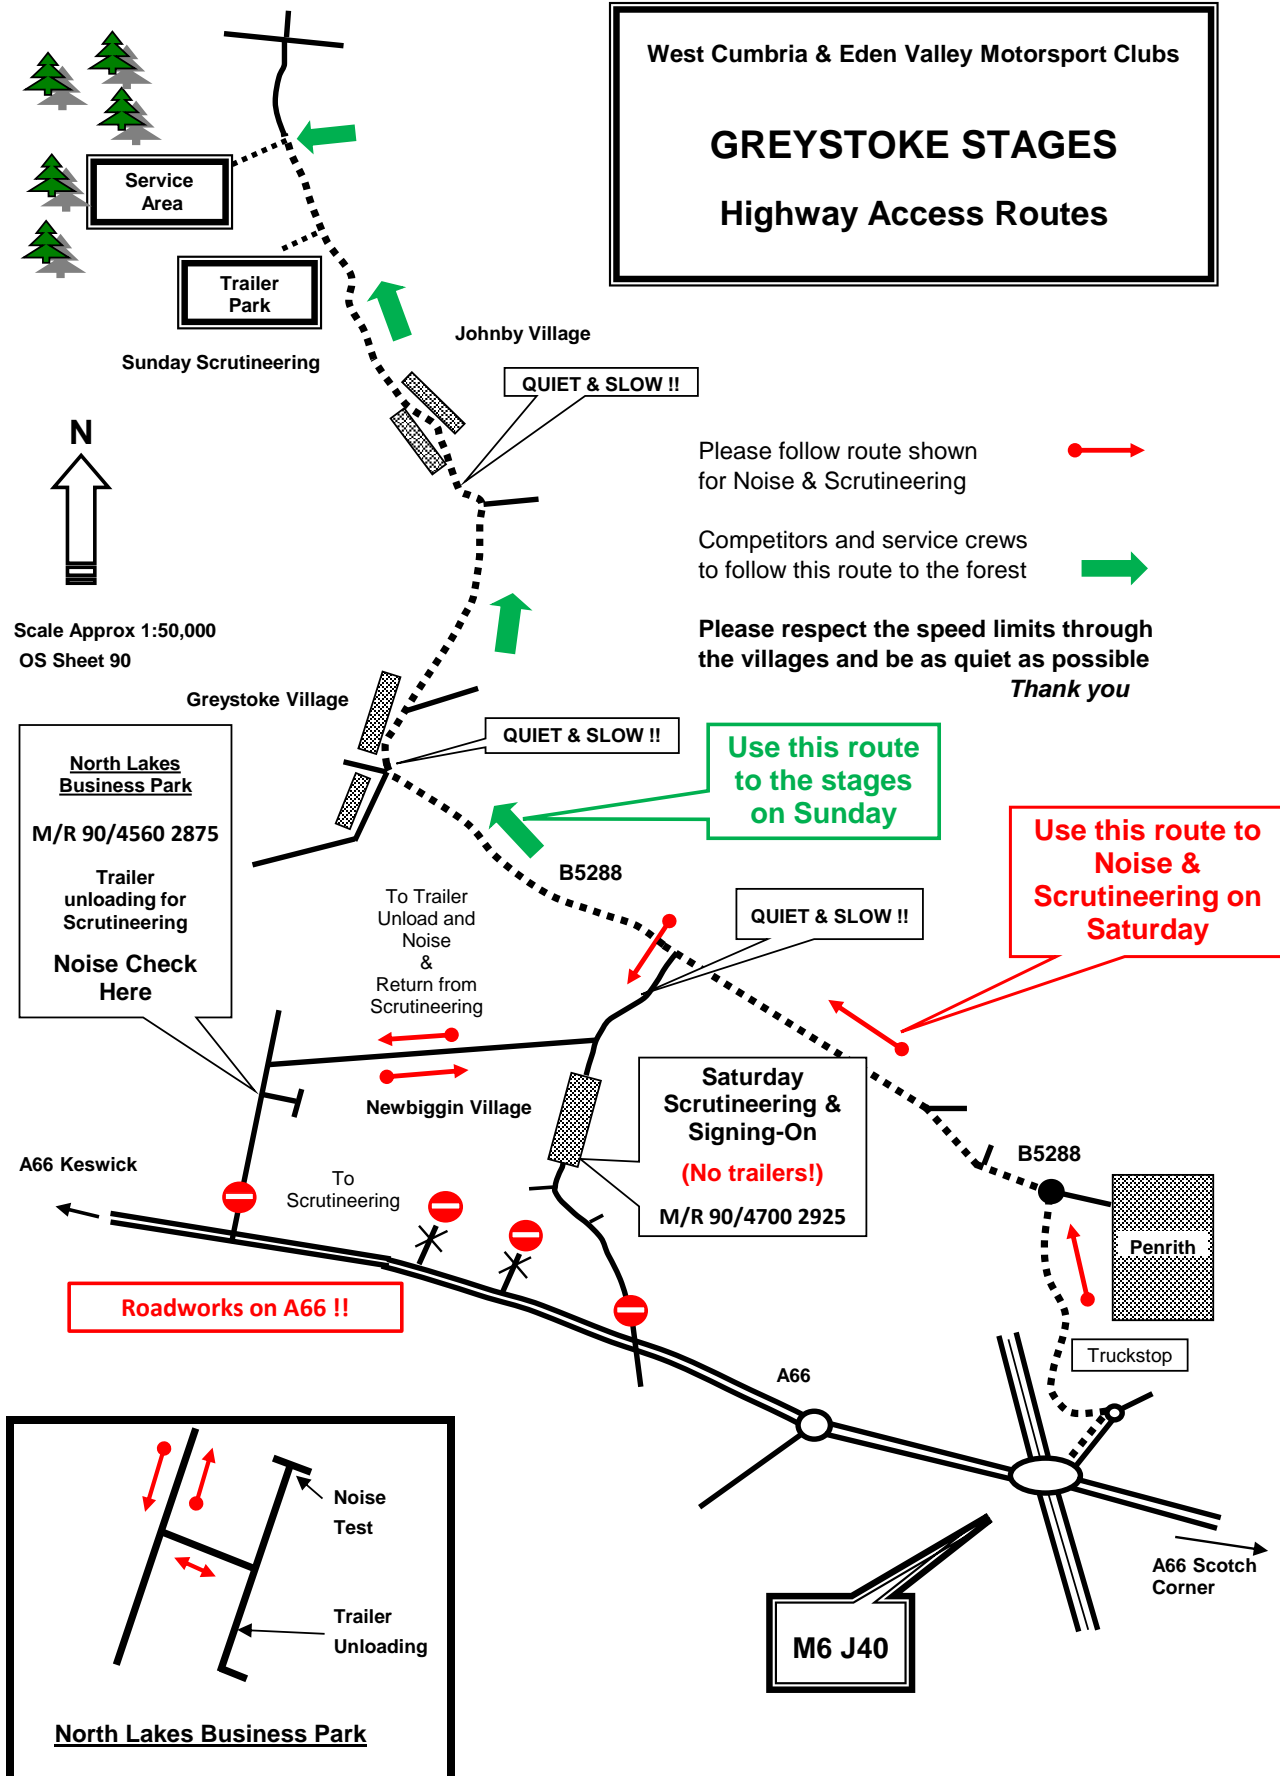 West Cumbria & Eden Valley Motorsport Clubs
GREYSTOKE STAGES
Highway Access Routes
Service
Area
Trailer
Park
Sunday Scrutineering
Johnby Village
QUIET & SLOW !!
N
Please follow route shown
for Noise & Scrutineering
Competitors and service crews
to follow this route to the forest
Please respect the speed limits through
the villages and be as quiet as possible
Thank you
Scale Approx 1:50,000
OS Sheet 90
Greystoke Village
QUIET & SLOW !!
Use this route
to the stages
on Sunday
North Lakes
Business Park
M/R 90/4560 2875
Trailer
unloading for
Scrutineering
Noise Check
Here
Use this route to
Noise &
Scrutineering on
Saturday
B5288
To Trailer
Unload and
Noise
&
Return from
Scrutineering
QUIET & SLOW !!
Newbiggin Village
Saturday
Scrutineering &
Signing-On
(No trailers!)
M/R 90/4700 2925
B5288
Penrith
A66 Keswick
To
Scrutineering
Roadworks on A66 !!
Truckstop
A66
A66 Scotch
Corner
M6 J40
Noise
Test
Trailer
Unloading
North Lakes Business Park